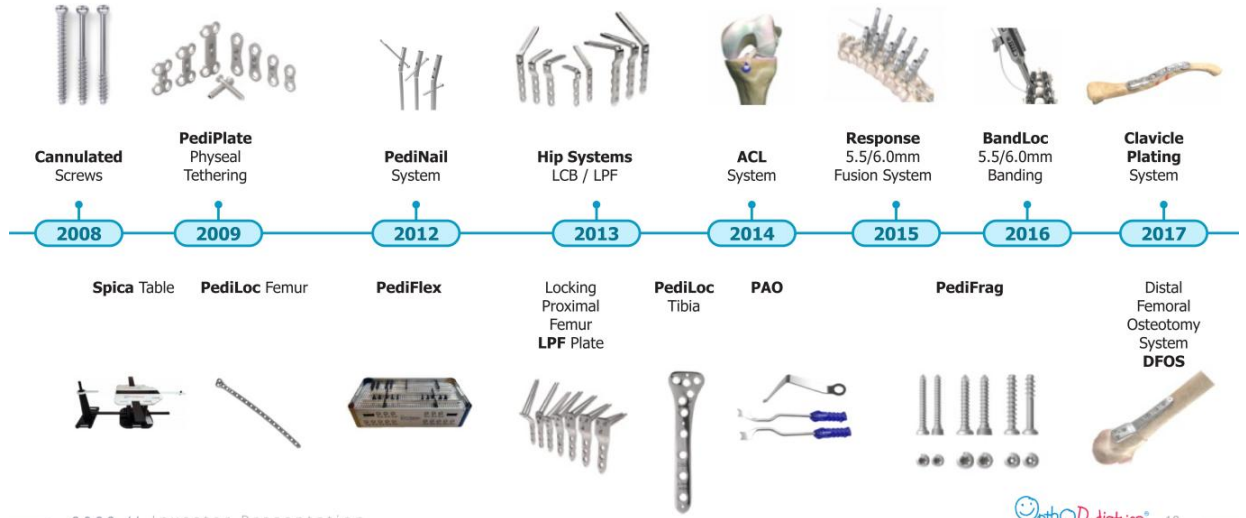 Cannulated
Screws
PediPlate
Physeal
Tethering
PediNail
System
Hip Systems
LCB / LPF
ACL
System
Response
5.5/6.0mm
Fusion System
BandLoc
5.5/6.0mm
Banding
Clavicle
Plating
System
2008
2009
2012
2013
2014
2015
2016
2017
Spica Table
PediLoc Femur
PediFlex
Locking
Proximal
Femur
LPF Plate
PediLoc
Tibia
PAO
PediFrag
Distal
Femoral
Osteotomy
System
DFOS